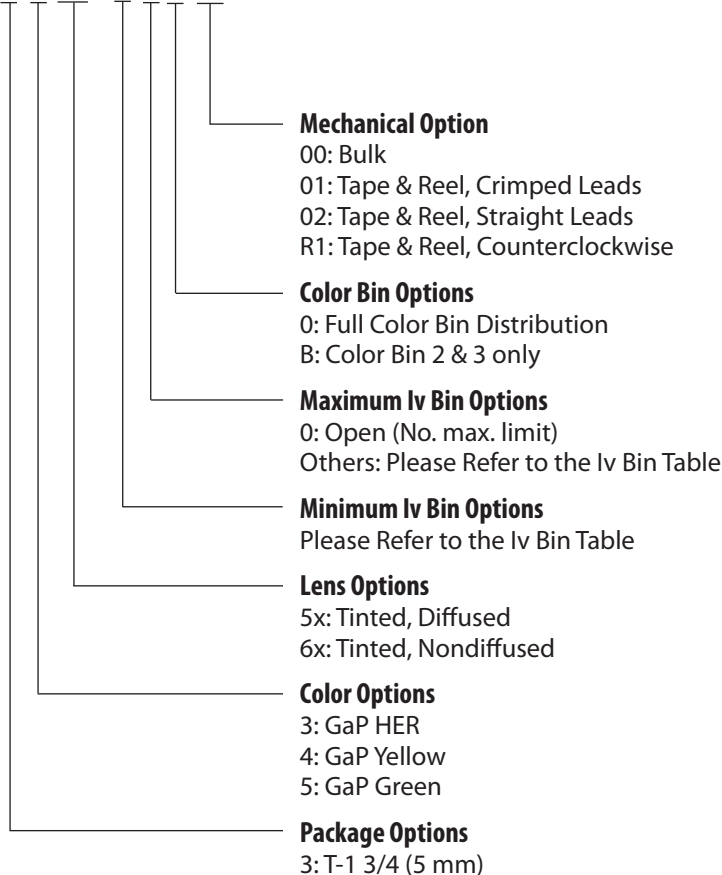 Mechanical Option
00: Bulk
01: Tape & Reel, Crimped Leads
02: Tape & Reel, Straight Leads
R1: Tape & Reel, Counterclockwise
Color Bin Options
0: Full Color Bin Distribution
B: Color Bin 2 & 3 only
Maximum Iv Bin Options
0: Open (No. max. limit)
Others: Please Refer to the Iv Bin Table
Minimum Iv Bin Options
Please Refer to the Iv Bin Table
Lens Options
5x: Tinted, Diffused
6x: Tinted, Nondiffused
Color Options
3: GaP HER
4: GaP Yellow
5: GaP Green
Package Options
3: T-1 3/4 (5 mm)